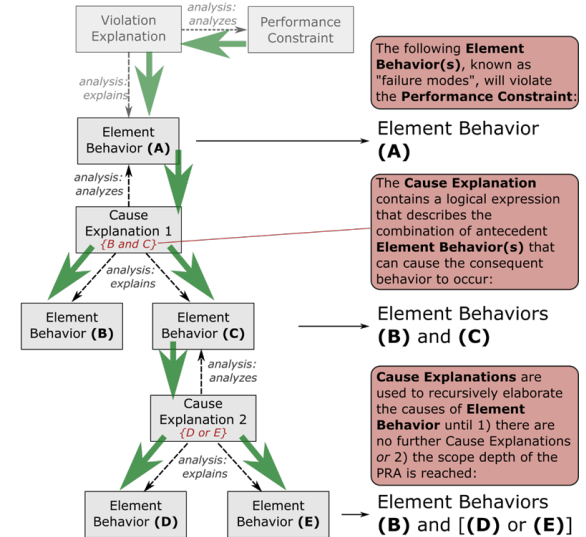 analysis:
analyzes
Violation
Explanation
Performance
Constraint
The following Element
Behavior(s), known as
"failure modes", will violate
the Performance Constraint:
analysis:
explains
Element
Behavior (A)
Element Behavior
(A)
analysis:
analyzes
The Cause Explanation
contains a logical expression
that describes the
combination of antecedent
Element Behavior(s) that
can cause the consequent
behavior to occur:
Cause
Explanation 1
{B and C}
analysis:
explains
Element
Behavior (B)
Element
Behavior (C)
Element Behaviors
(B) and (C)
analysis:
analyzes
Cause Explanations are
used to recursively elaborate
the causes of Element
Behavior until 1) there are
no further Cause Explanations
or 2) the scope depth of the
PRA is reached:
Cause
Explanation 2
{D or E}
analysis:
explains
Element
Behavior (D)
Element
Behavior (E)
Element Behaviors
(B) and [(D) or (E)]